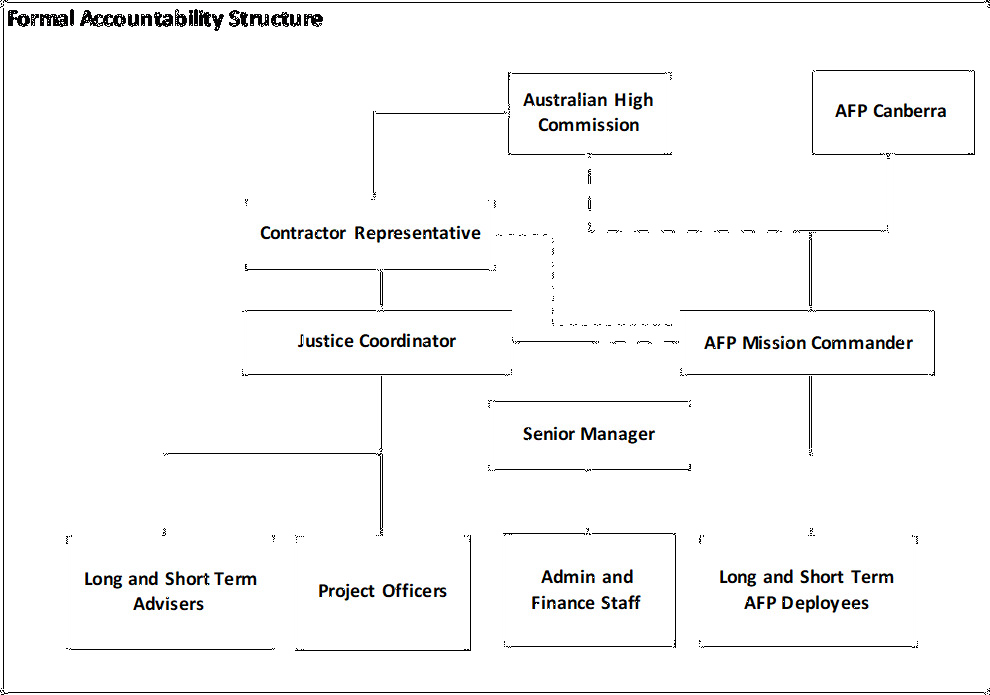 Formal Accountability Structure
Australian High
Commission
AFP Canberra
Contractor Representative
Justice Coordinator
AFP Mission Commander
Senior Manager
Long and Short Term
Advisers
Project Officers
Admin and
Finance Staff
Long and Short Term
AFP Deployees